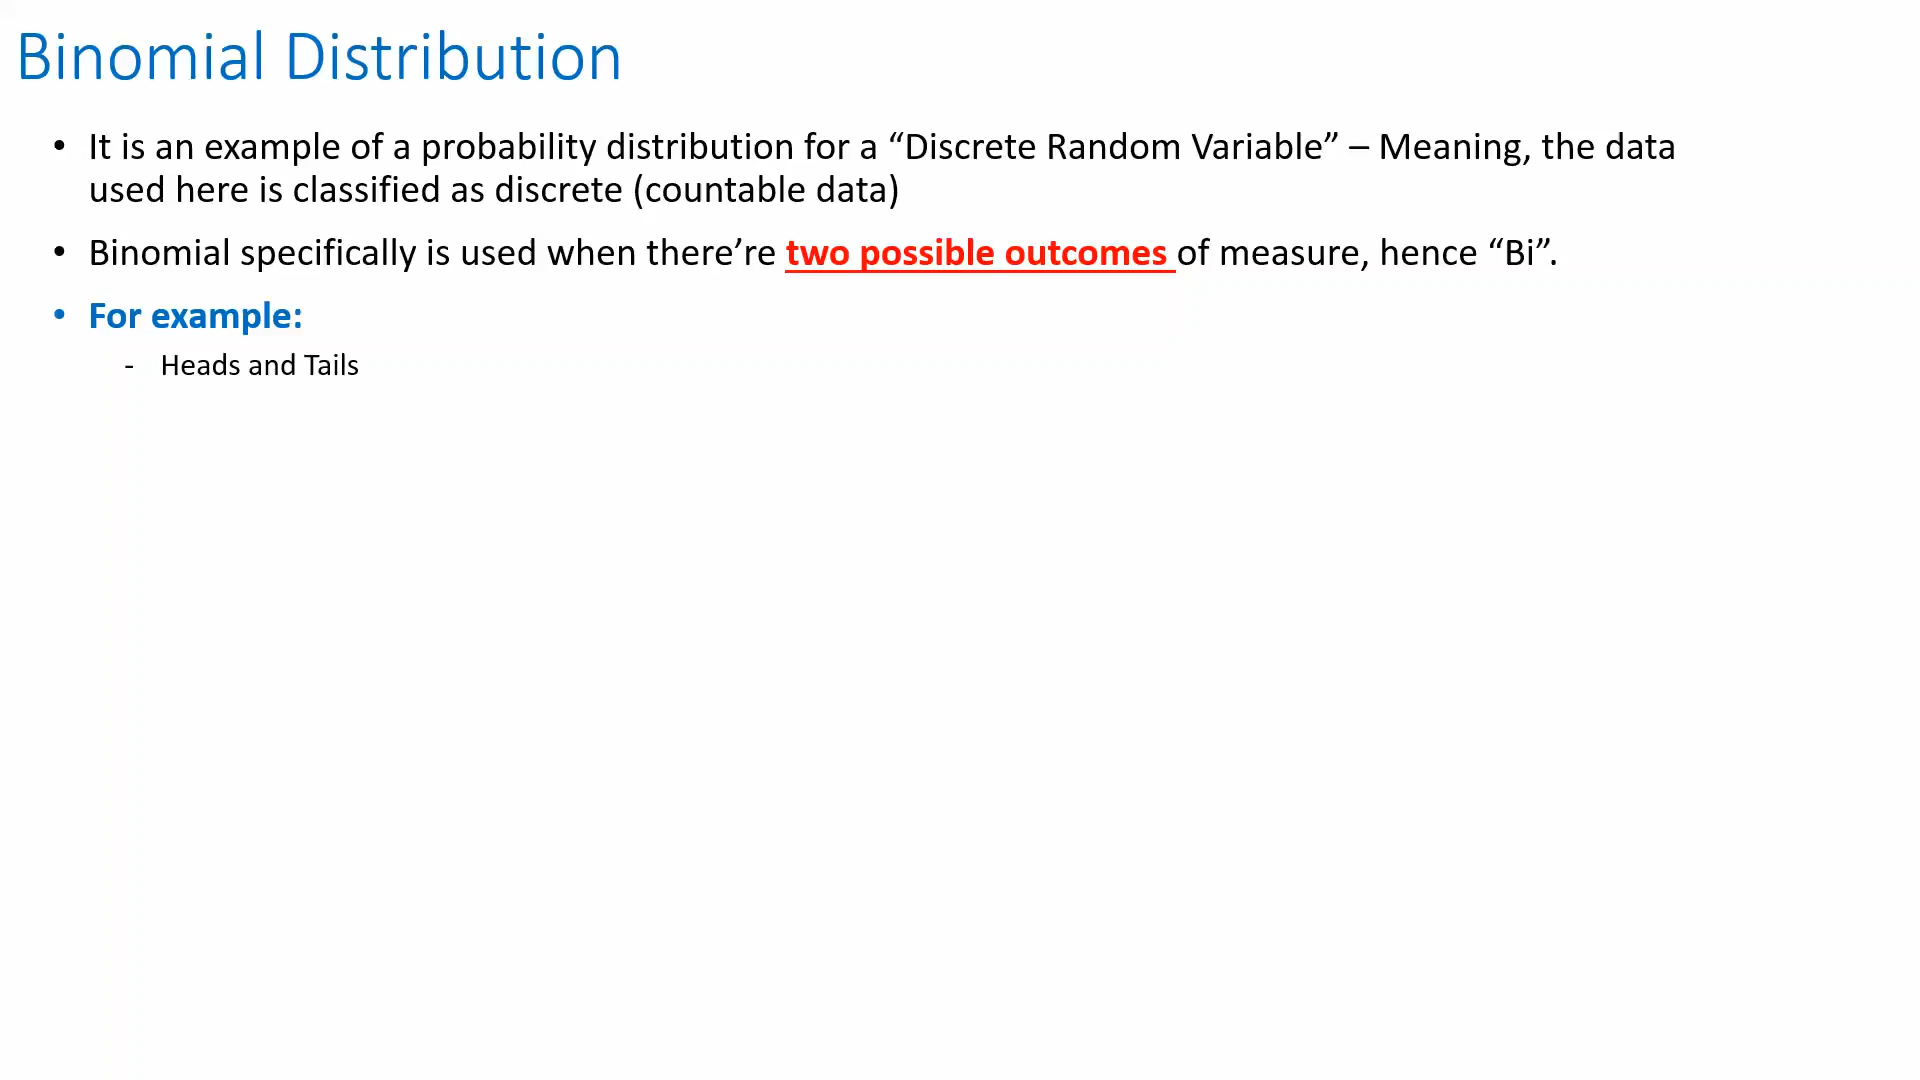 Binomial Distribution
• It is an example of a probability distribution for a “Discrete Random Variable” – Meaning, the data
used here is classified as discrete (countable data)
• Binomial specifically is used when there’re two possible outcomes of measure, hence “Bi”.
• For example:
- Heads and Tails